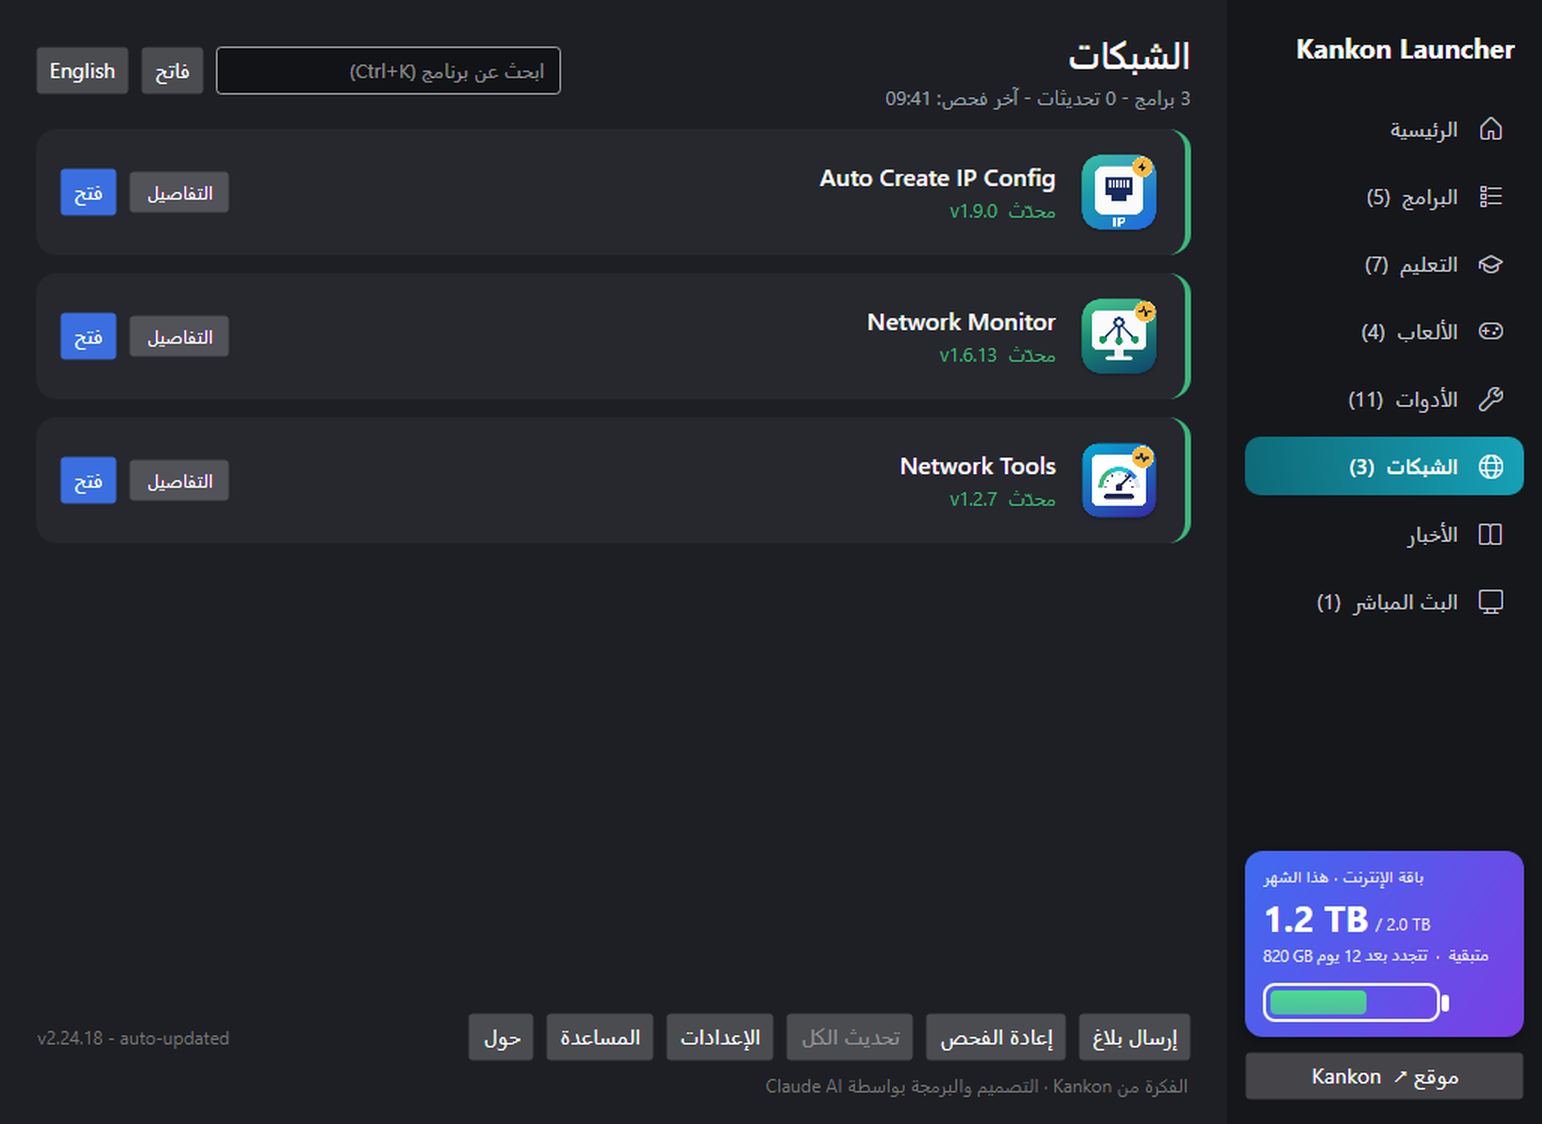 Kankon Launcher
الرئيسية
البرامج (5)
التعليم (7)
الألعاب (4)
الأدوات (11)
الشبكات (3)
الأخبار
البث المباشر (1)
باقة الإنترنت · هذا الشهر
1.2 TB / 2.0 TB
820 GB متبقية · تتجدد بعد 12 يوم
موقع Kankon ↗
الشبكات
3 برامج - 0 تحديثات - آخر فحص: 09:41
ابحث عن برنامج (Ctrl+K)
فاتح
English
IP
Auto Create IP Config
محدّث v1.9.0
التفاصيل
فتح
Network Monitor
محدّث v1.6.13
التفاصيل
فتح
Network Tools
محدّث v1.2.7
التفاصيل
فتح
إرسال بلاغ
إعادة الفحص
تحديث الكل
الإعدادات
المساعدة
حول
v2.24.18 - auto-updated
الفكرة من Kankon · التصميم والبرمجة بواسطة Claude AI